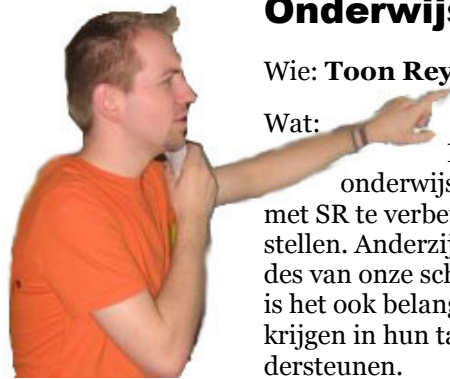 Onderwijs
Wie: Toon Rey
Wat:
onderwijs
met SR te verbe
stellen. Anderzij
des van onze sch
is het ook belang
krijgen in hun ta
dersteunen.